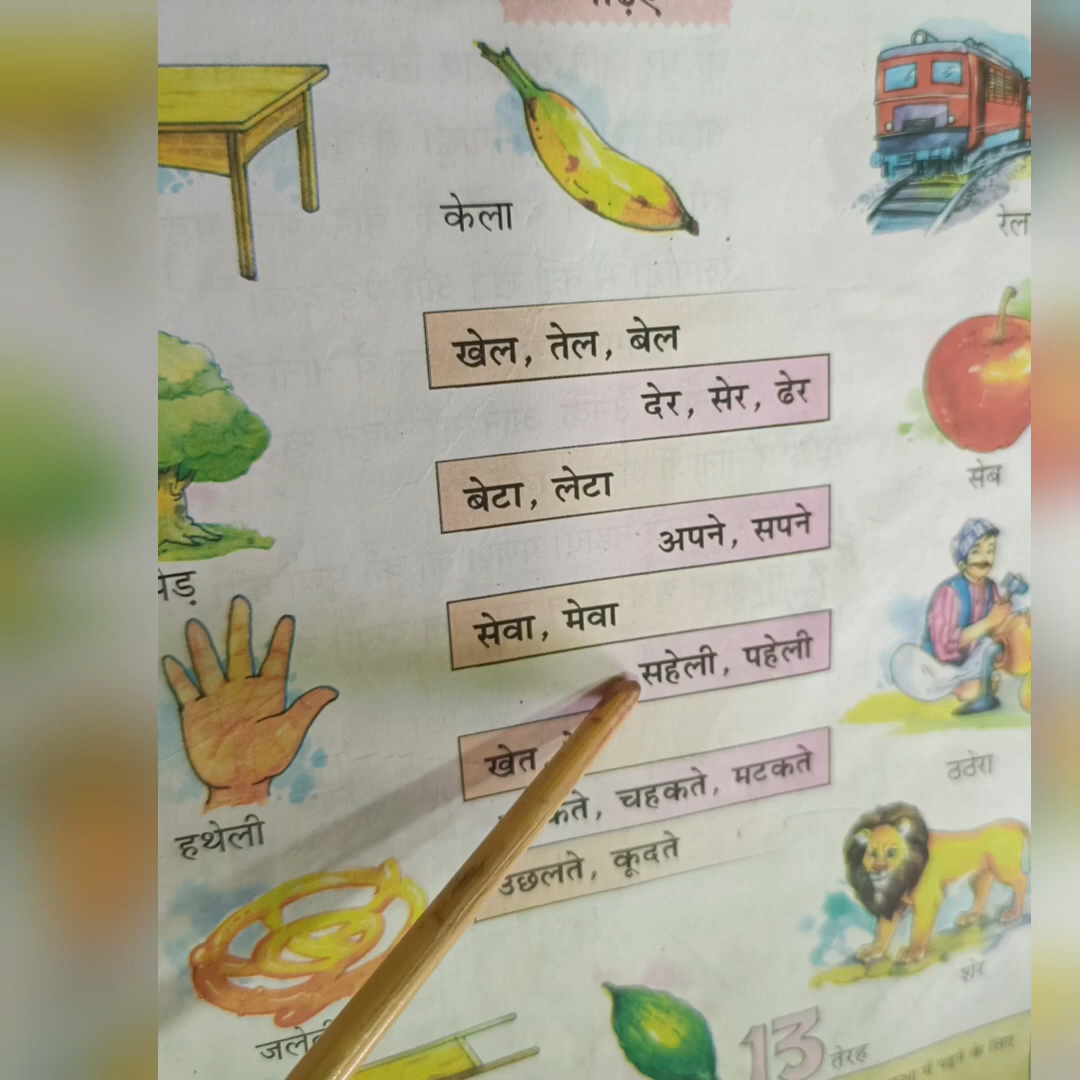 केला
रेल
खेल, तेल, बेल
देर, सेर, ढेर
सेब
बेटा, लेटा
अपने, सपने
सेवा, मेवा
सहेली, पहेली
खेत,
चहकते, मटकते
ठठेरा
हथेली
उछलते, कूदते
शेर
13 तेरह